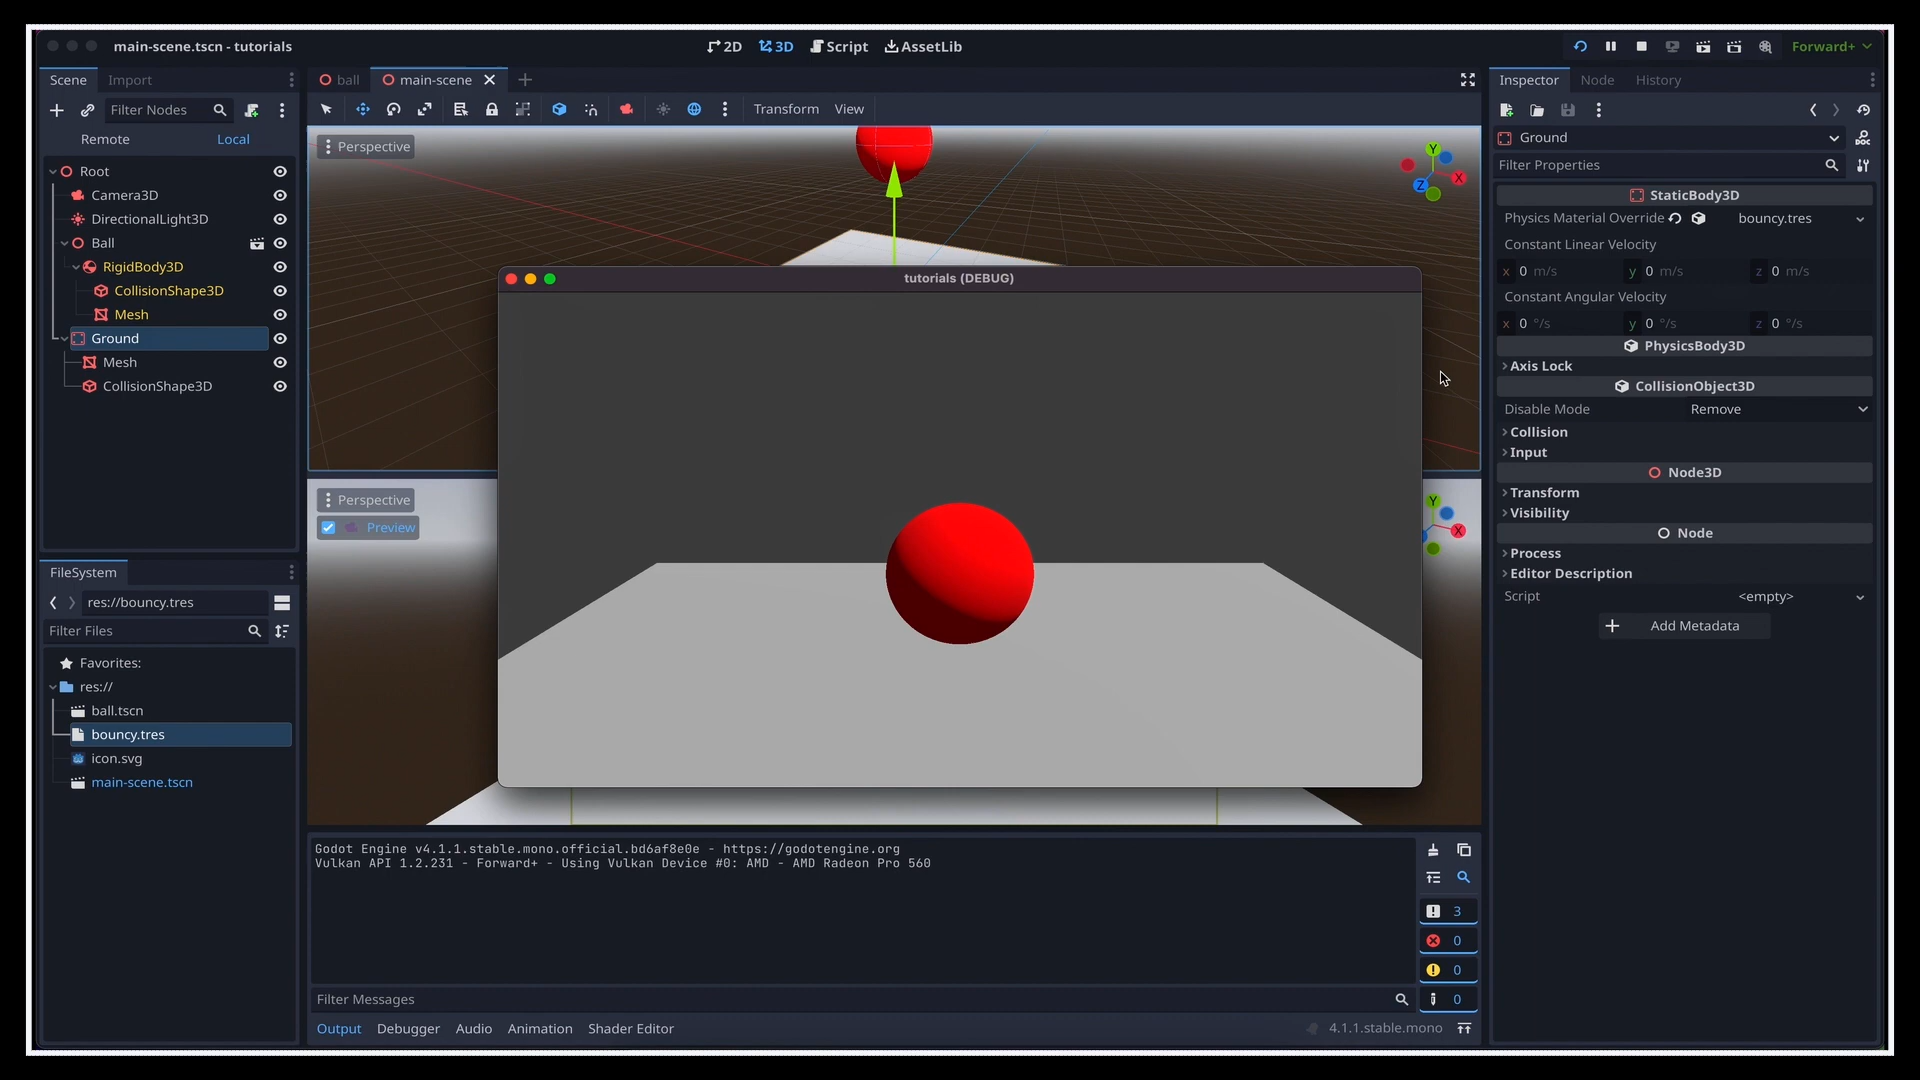 main-scene.tscn - tutorials
2D
3D
Script
AssetLib
Forward+
Scene
Import
Filter Nodes
Remote
Local
Root
Camera3D
DirectionalLight3D
Ball
RigidBody3D
CollisionShape3D
Mesh
Ground
Mesh
CollisionShape3D
FileSystem
res://bouncy.tres
Filter Files
Favorites:
res://
ball.tscn
bouncy.tres
icon.svg
main-scene.tscn
ball
main-scene
Transform
View
Perspective
Y
X
Z
tutorials (DEBUG)
Perspective
Preview
Y
X
Godot Engine v4.1.1.stable.mono.official.bd6af8e0e - https://godotengine.org
Vulkan API 1.2.231 - Forward+ - Using Vulkan Device #0: AMD - AMD Radeon Pro 560
3
0
0
0
Filter Messages
Output
Debugger
Audio
Animation
Shader Editor
4.1.1.stable.mono
Inspector
Node
History
Ground
Filter Properties
StaticBody3D
Physics Material Override
bouncy.tres
Constant Linear Velocity
x 0 m/s y 0 m/s z 0 m/s
Constant Angular Velocity
x 0 °/s y 0 °/s z 0 °/s
PhysicsBody3D
Axis Lock
CollisionObject3D
Disable Mode Remove
Collision
Input
Node3D
Transform
Visibility
Node
Process
Editor Description
Script <empty>
Add Metadata